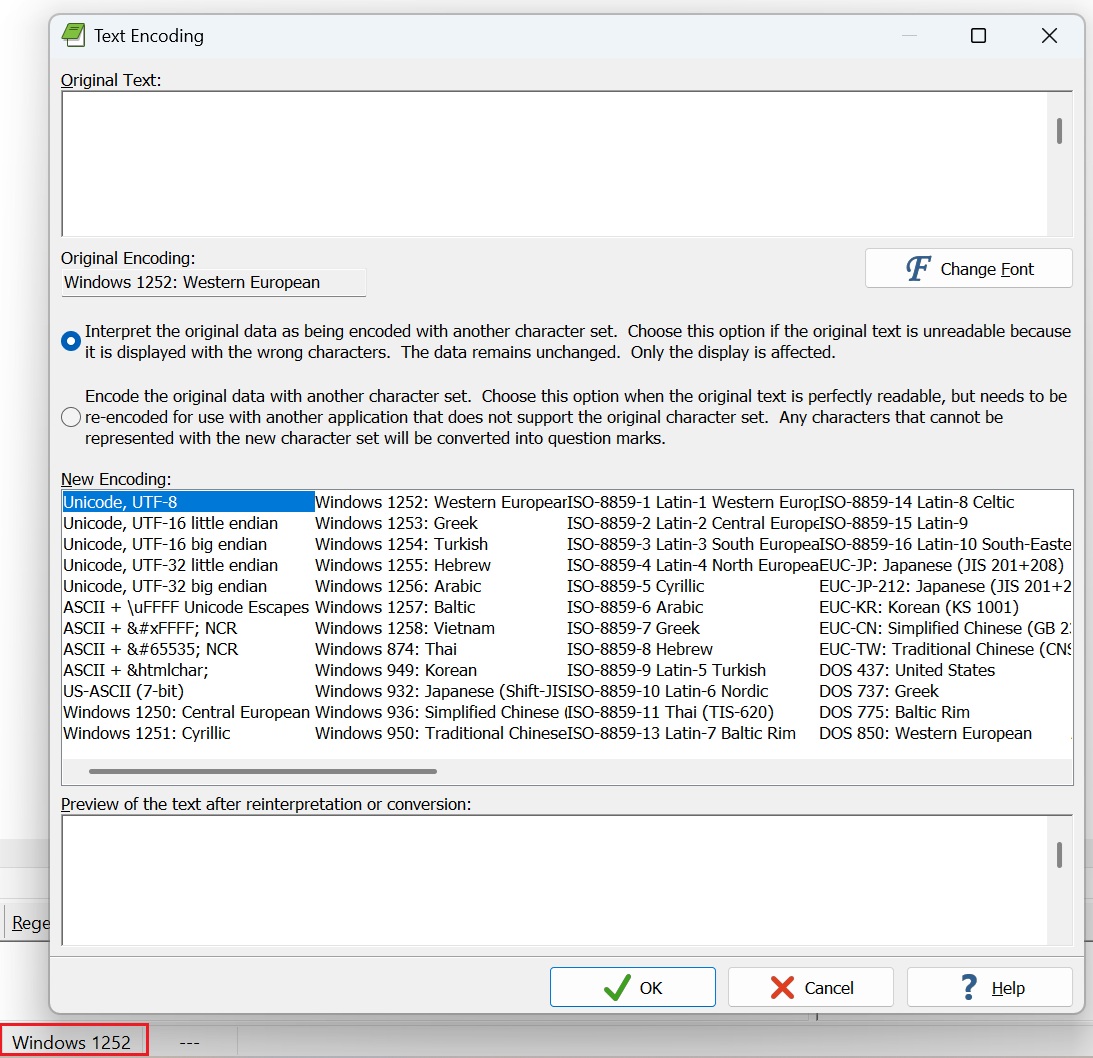 Text Encoding
Original Text:
Original Encoding:
Windows 1252: Western European
Change Font
Interpret the original data as being encoded with another character set.  Choose this option if the original text is unreadable because
it is displayed with the wrong characters.  The data remains unchanged.  Only the display is affected.
Encode the original data with another character set.  Choose this option when the original text is perfectly readable, but needs to be
re-encoded for use with another application that does not support the original character set.  Any characters that cannot be
represented with the new character set will be converted into question marks.
New Encoding:
Unicode, UTF-8 Windows 1252: Western European ISO-8859-1 Latin-1 Western Euro ISO-8859-14 Latin-8 Celtic
Unicode, UTF-16 little endian Windows 1253: Greek ISO-8859-2 Latin-2 Central Europe ISO-8859-15 Latin-9
Unicode, UTF-16 big endian Windows 1254: Turkish ISO-8859-3 Latin-3 South Europea ISO-8859-16 Latin-10 South-Easte
Unicode, UTF-32 little endian Windows 1255: Hebrew ISO-8859-4 Latin-4 North Europea EUC-JP: Japanese (JIS 201+208)
Unicode, UTF-32 big endian Windows 1256: Arabic ISO-8859-5 Cyrillic EUC-JP-212: Japanese (JIS 201+2
ASCII + \uFFFF Unicode Escapes Windows 1257: Baltic ISO-8859-6 Arabic EUC-KR: Korean (KS 1001)
ASCII + &#xFFFF; NCR Windows 1258: Vietnam ISO-8859-7 Greek EUC-CN: Simplified Chinese (GB 2
ASCII + &#65535; NCR Windows 874: Thai ISO-8859-8 Hebrew EUC-TW: Traditional Chinese (CNS
ASCII + &htmlchar; Windows 949: Korean ISO-8859-9 Latin-5 Turkish DOS 437: United States
US-ASCII (7-bit) Windows 932: Japanese (Shift-JIS ISO-8859-10 Latin-6 Nordic DOS 737: Greek
Windows 1250: Central European Windows 936: Simplified Chinese ( ISO-8859-11 Thai (TIS-620) DOS 775: Baltic Rim
Windows 1251: Cyrillic Windows 950: Traditional Chinese ISO-8859-13 Latin-7 Baltic Rim DOS 850: Western European
Preview of the text after reinterpretation or conversion:
Rege
OK Cancel ? Help
Windows 1252 ---